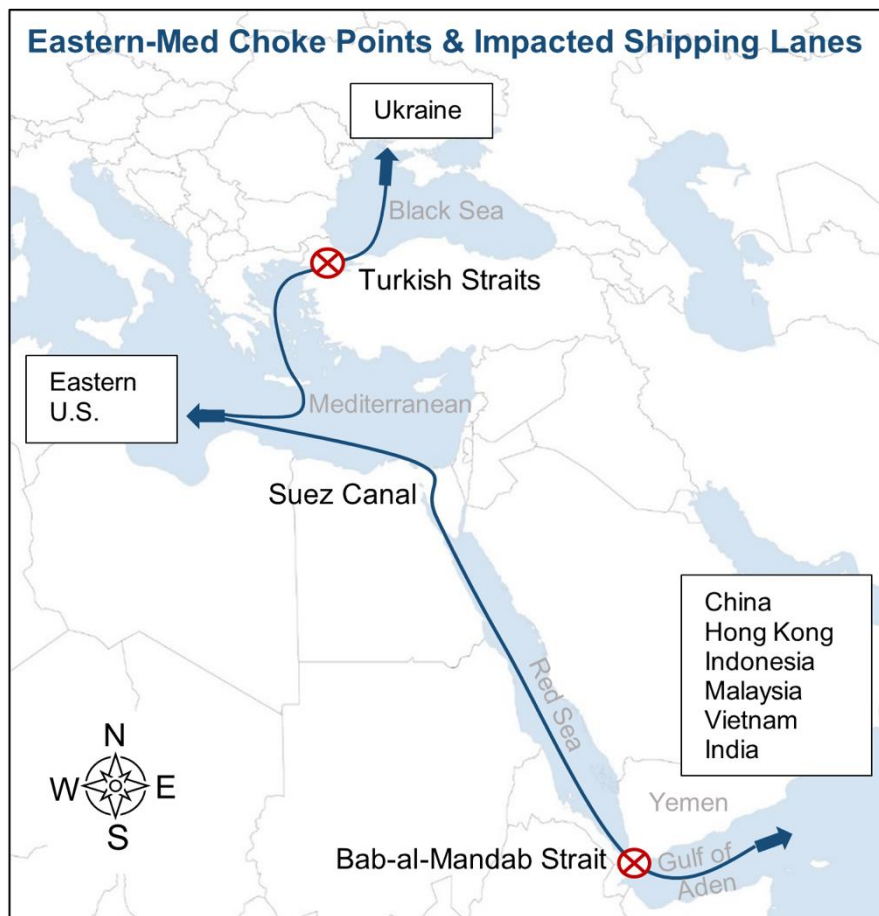 Eastern-Med Choke Points & Impacted Shipping Lanes
Ukraine
Black Sea
Turkish Straits
Eastern
U.S.
Mediterranean
Suez Canal
China
Hong Kong
Indonesia
Malaysia
Vietnam
India
Red Sea
N
W E
S
Yemen
Bab-al-Mandab Strait
Gulf of
Aden